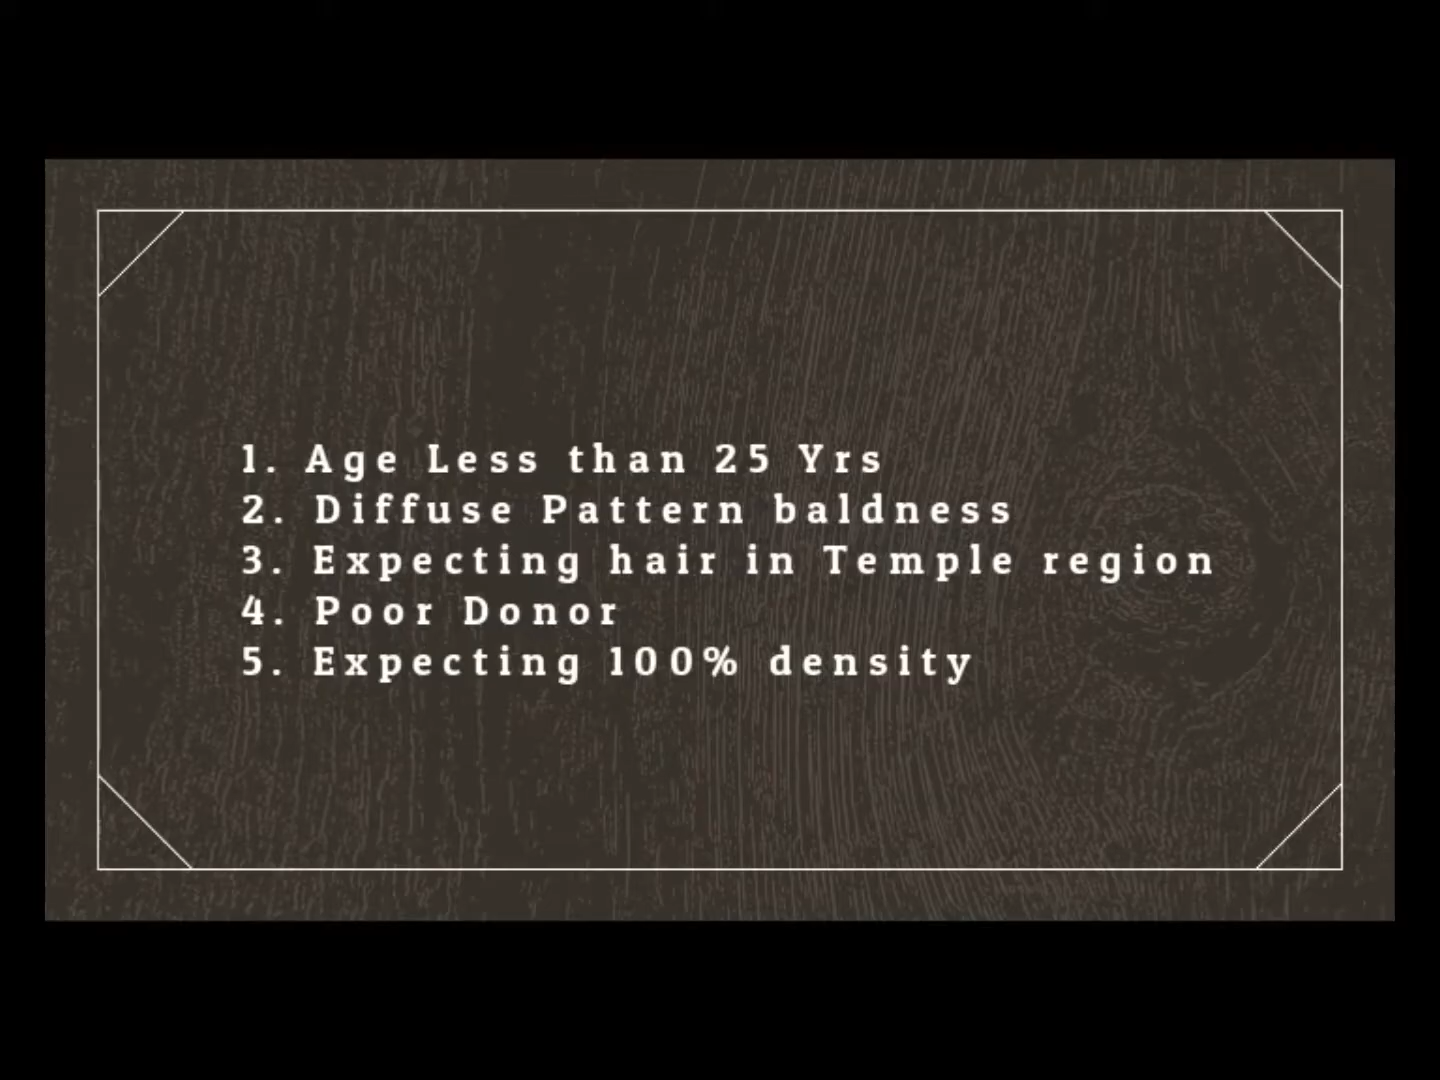 1. Age Less than 25 Yrs
2. Diffuse Pattern baldness
3. Expecting hair in Temple region
4. Poor Donor
5. Expecting 100% density